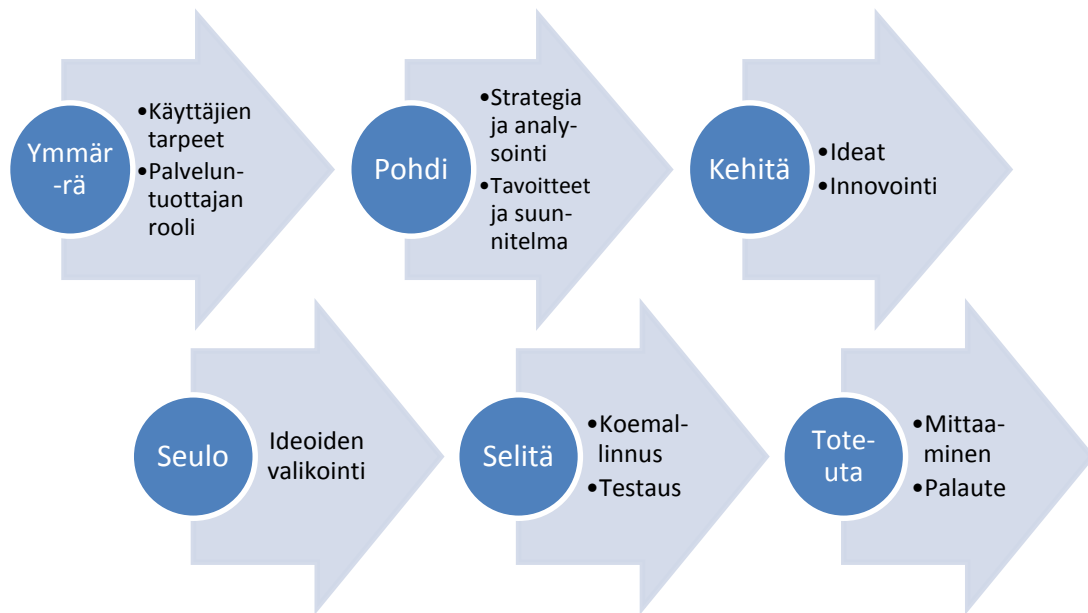 Ymmär
-rä
•Käyttäjien
tarpeet
•Palvelun-
tuottajan
rooli
Pohdi
•Strategia
ja analy-
sointi
•Tavoitteet
ja suun-
nitelma
Kehitä
•Ideat
•Innovointi
Seulo
Ideoiden
valikointi
Selitä
•Koemal-
linnus
•Testaus
Tote-
uta
•Mittaa-
minen
•Palaute